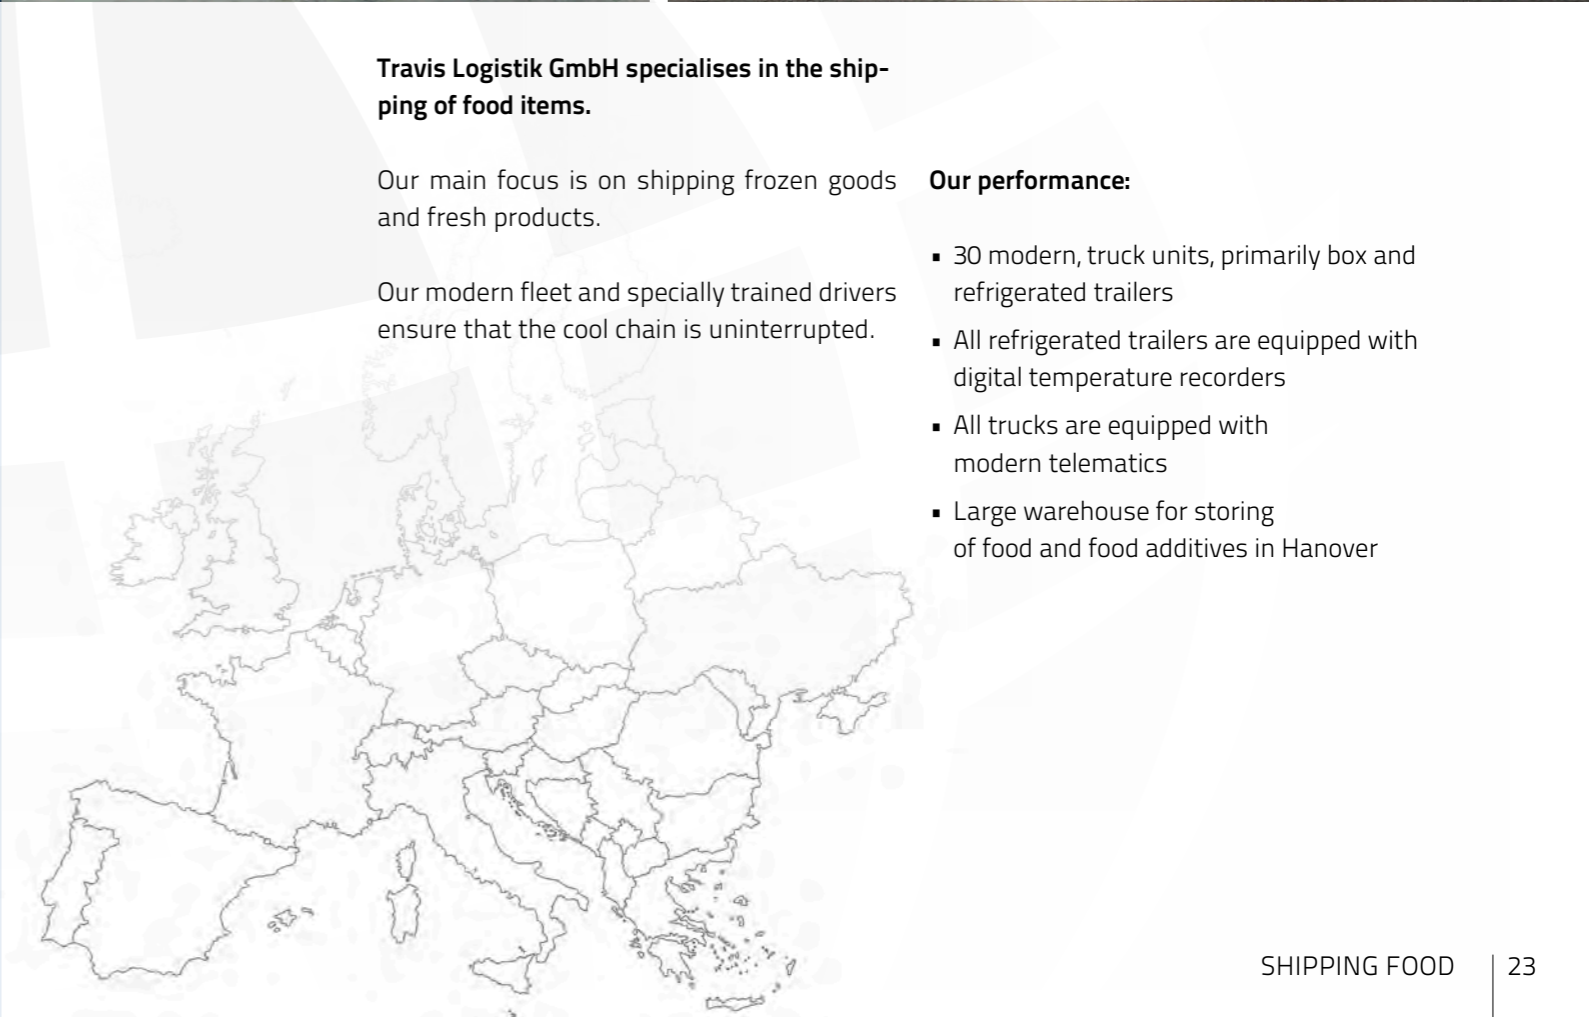 Travis Logistik GmbH specialises in the ship-
ping of food items.
Our main focus is on shipping frozen goods
and fresh products.
Our modern fleet and specially trained drivers
ensure that the cool chain is uninterrupted.
Our performance:
▪ 30 modern, truck units, primarily box and
refrigerated trailers
▪ All refrigerated trailers are equipped with
digital temperature recorders
▪ All trucks are equipped with
modern telematics
▪ Large warehouse for storing
of food and food additives in Hanover
SHIPPING FOOD
23